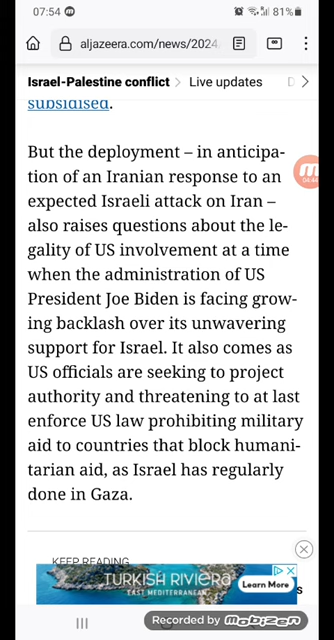 07:54
81%
aljazeera.com/news/2024
Israel-Palestine conflict > Live updates
subsidised.
But the deployment – in anticipa-
tion of an Iranian response to an
expected Israeli attack on Iran –
also raises questions about the le-
gality of US involvement at a time
when the administration of US
President Joe Biden is facing grow-
ing backlash over its unwavering
support for Israel. It also comes as
US officials are seeking to project
authority and threatening to at last
enforce US law prohibiting military
aid to countries that block humani-
tarian aid, as Israel has regularly
done in Gaza.
KEEP READING
TURKISH RIVIERA
EAST MEDITERRANEAN
Learn More
Recorded by Mobizen